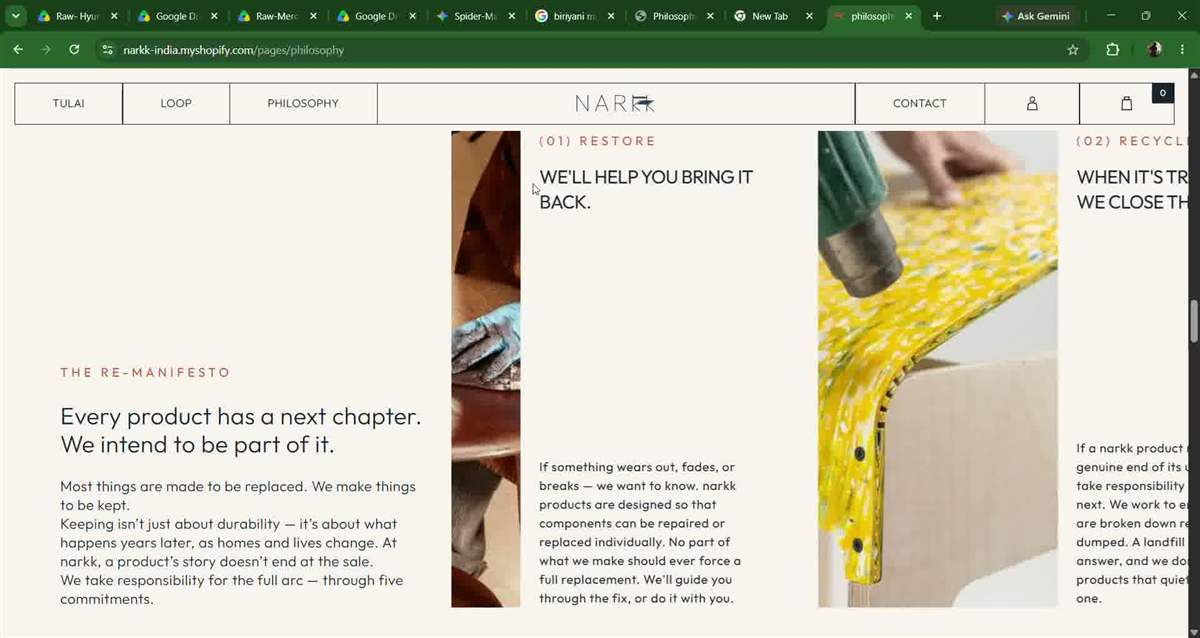 Raw- Hyu
Google D
Raw-Merc
Google D
Spider-Ma
biriyani m
Philosoph
New Tab
philosoph
Ask Gemini
narkk-india.myshopify.com/pages/philosophy
TULAI
LOOP
PHILOSOPHY
NARKK
CONTACT
0
THE RE-MANIFESTO
Every product has a next chapter.
We intend to be part of it.
Most things are made to be replaced. We make things
to be kept.
Keeping isn't just about durability — it's about what
happens years later, as homes and lives change. At
narkk, a product's story doesn't end at the sale.
We take responsibility for the full arc — through five
commitments.
(01) RESTORE
WE'LL HELP YOU BRING IT
BACK.
If something wears out, fades, or
breaks — we want to know. narkk
products are designed so that
components can be repaired or
replaced individually. No part of
what we make should ever force a
full replacement. We'll guide you
through the fix, or do it with you.
(02) RECYCL
WHEN IT'S TR
WE CLOSE TH
If a narkk product
genuine end of its
take responsibility
next. We work to e
are broken down re
dumped. A landfill
answer, and we do
products that quie
one.